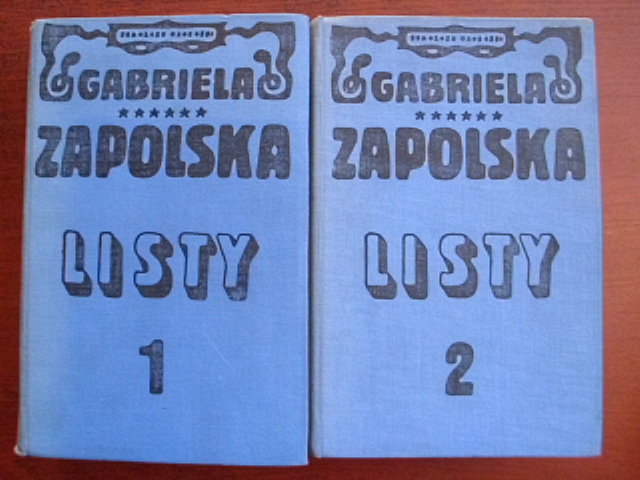 GABRIELA
******
ZAPOLSKA
LISTY
1
GABRIELA
******
ZAPOLSKA
LISTY
2